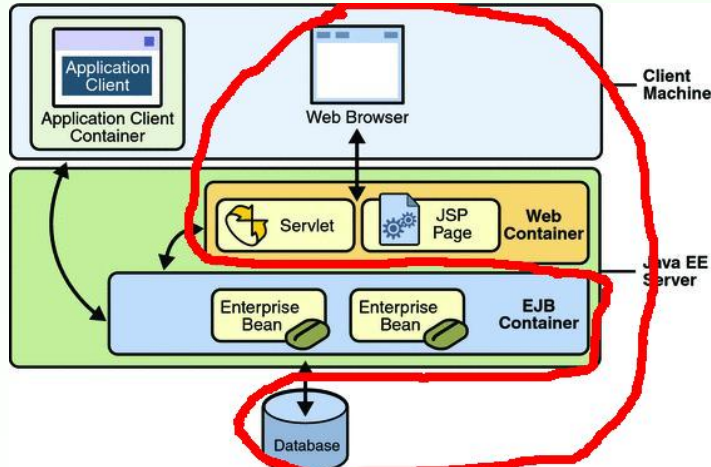 Application
Client
Application Client
Container
Web Browser
Client
Machine
Servlet
JSP
Page
Web
Container
Java EE
Server
Enterprise
Bean
Enterprise
Bean
EJB
Container
Database